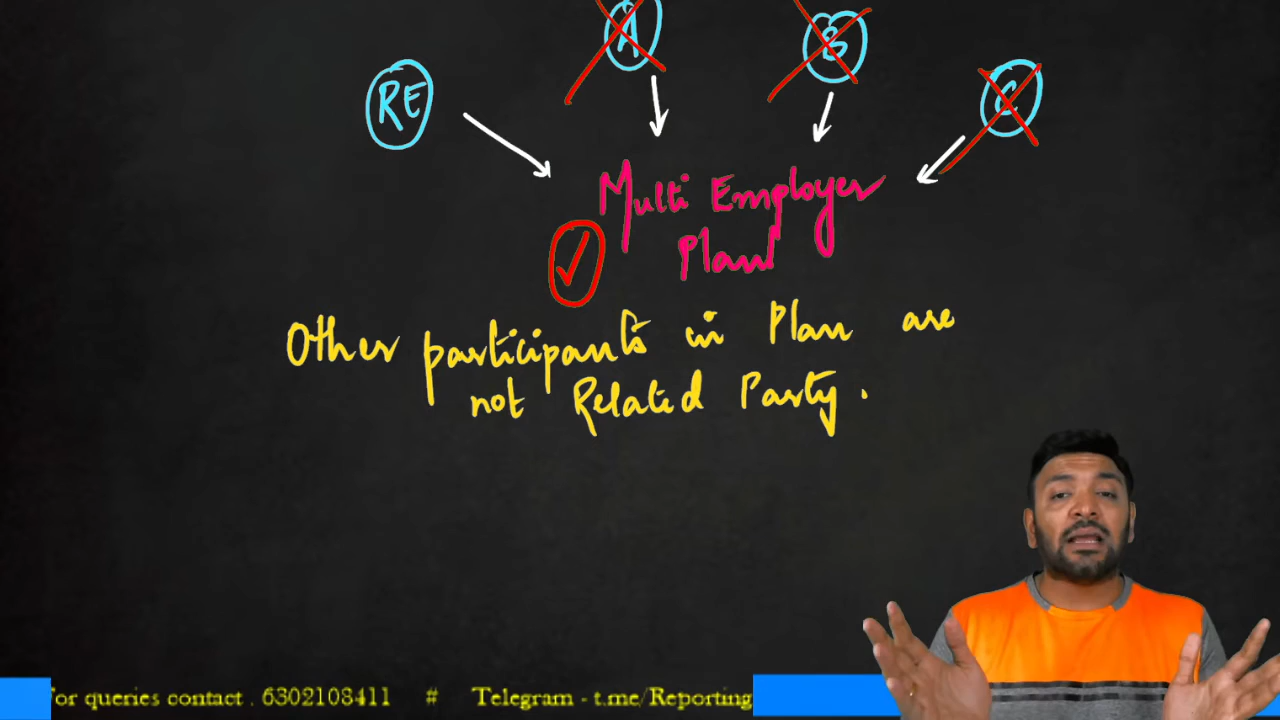 A
B
RE
C
Multi Employer
Plan
Other participants in Plan are
not Related Party.
For queries contact . 6302108411 # Telegram - t.me/Reporting